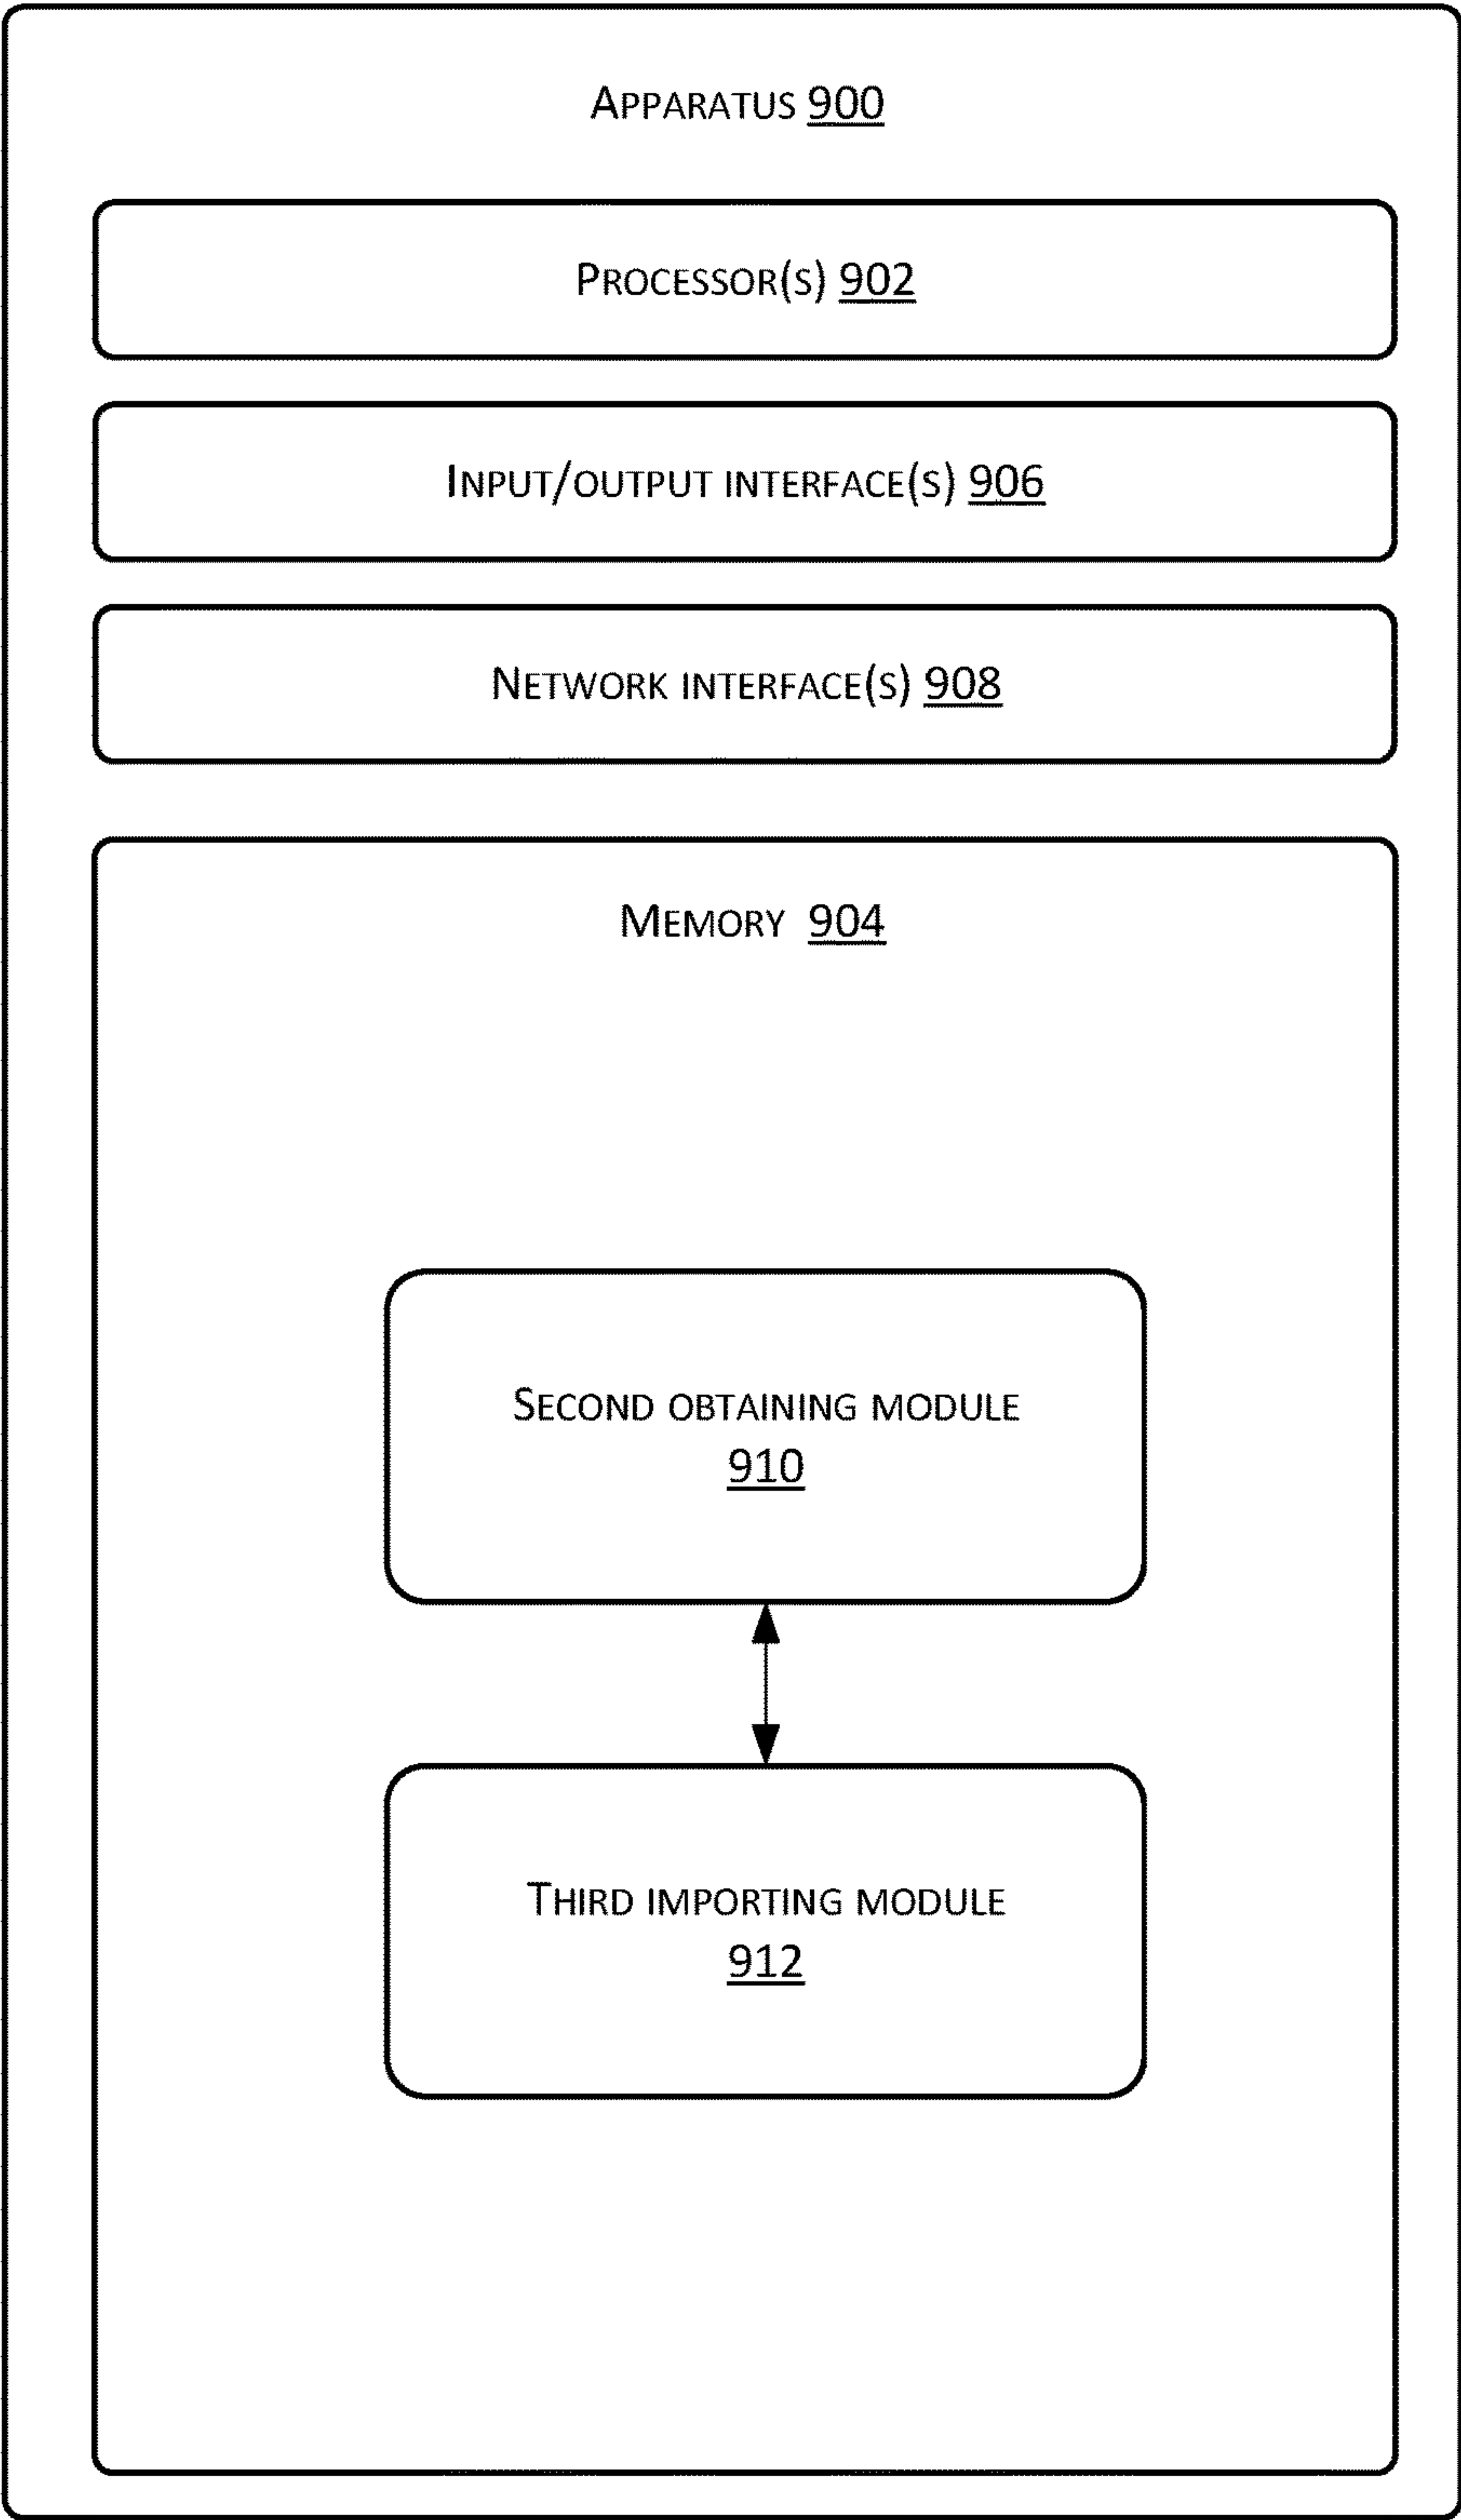 APPARATUS 900
PROCESSOR(S) 902
INPUT/OUTPUT INTERFACE(S) 906
NETWORK INTERFACE(S) 908
MEMORY 904
SECOND OBTAINING MODULE
910
THIRD IMPORTING MODULE
912